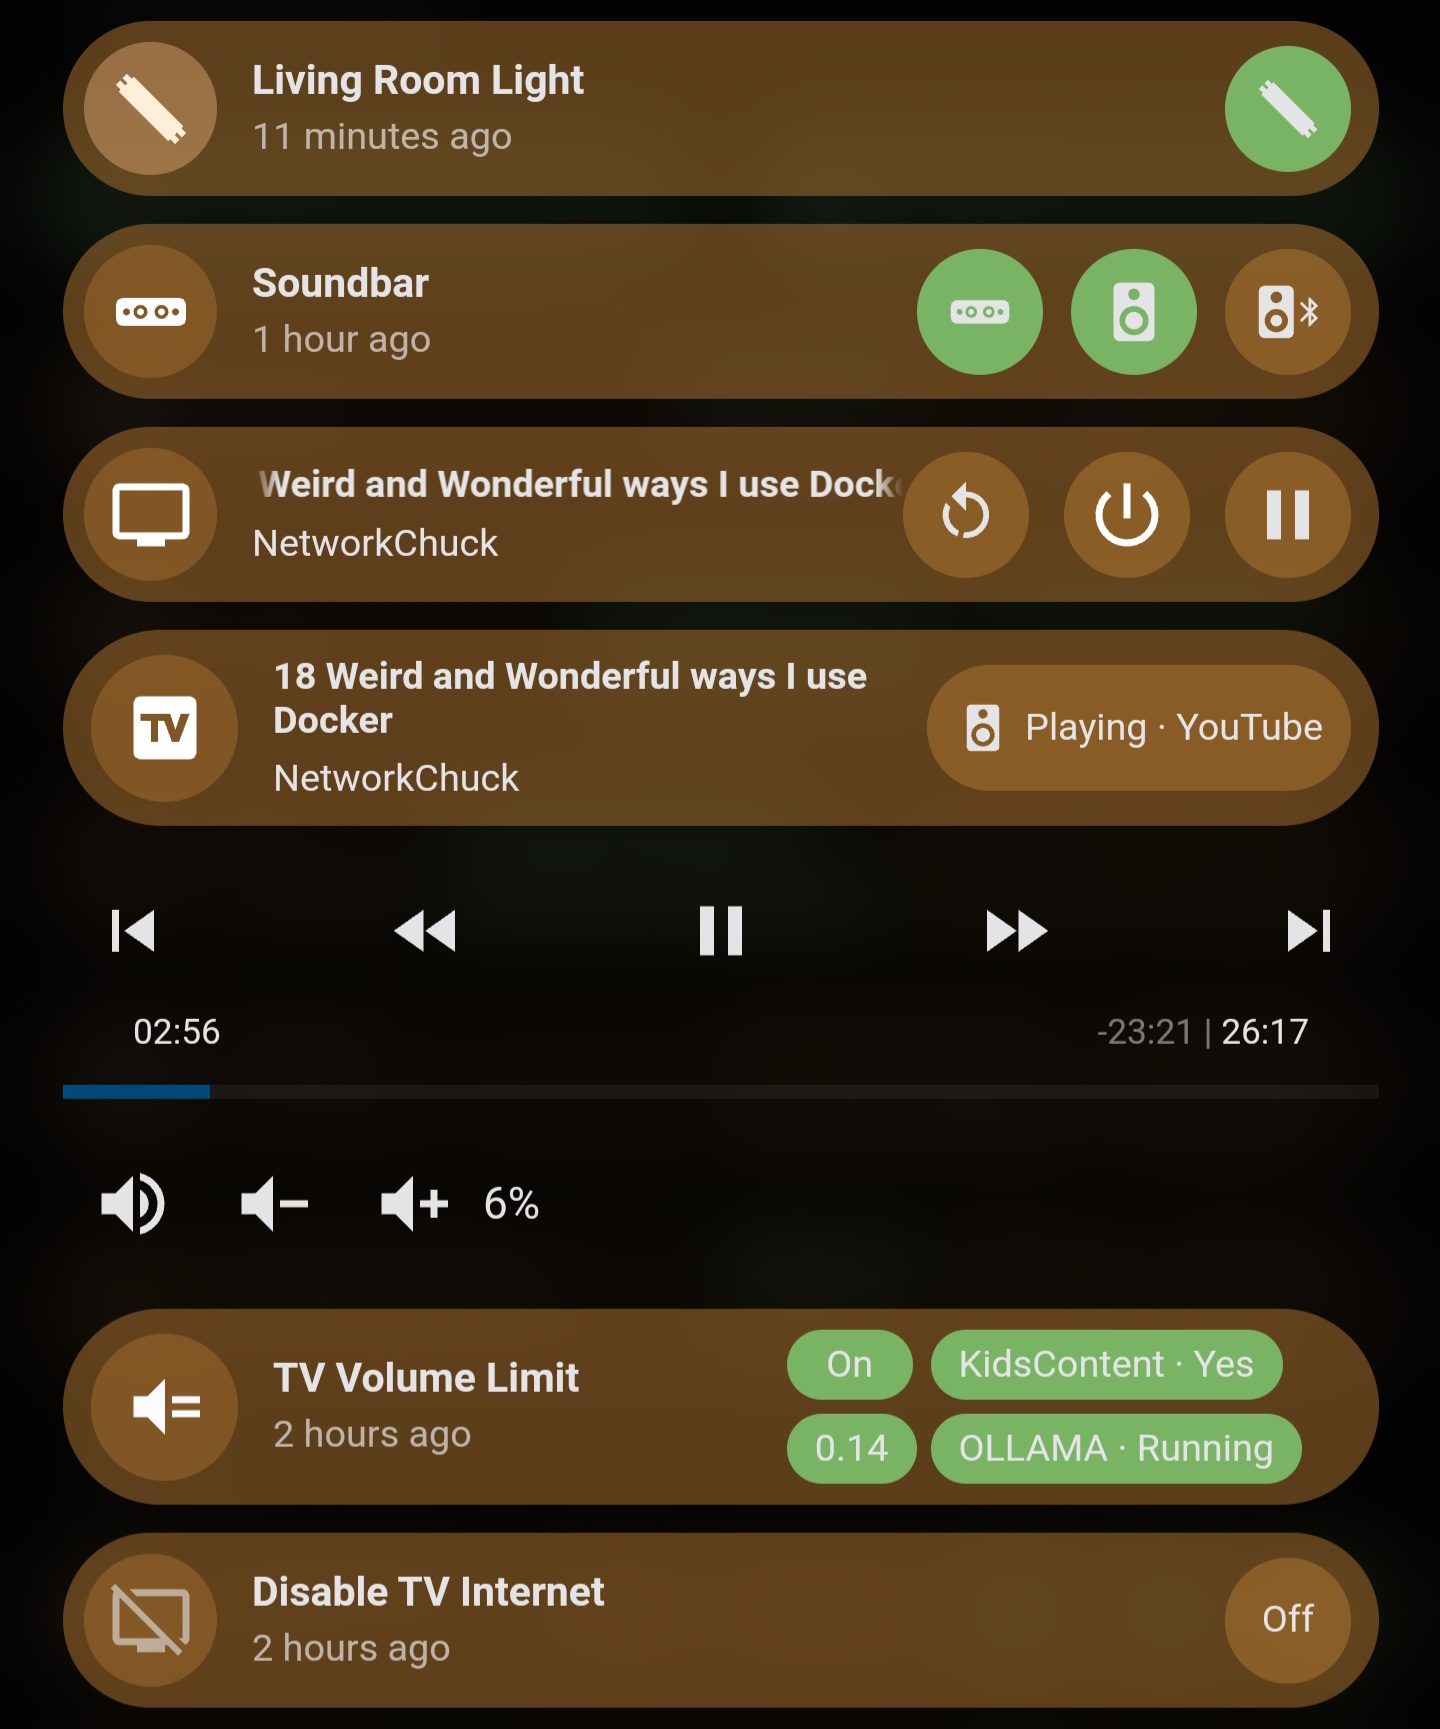 Living Room Light
11 minutes ago
Soundbar
1 hour ago
Weird and Wonderful ways I use Docke
NetworkChuck
18 Weird and Wonderful ways I use
Docker
NetworkChuck
TV
Playing · YouTube
02:56
-23:21 | 26:17
6%
TV Volume Limit
2 hours ago
On
KidsContent · Yes
0.14
OLLAMA · Running
Disable TV Internet
2 hours ago
Off